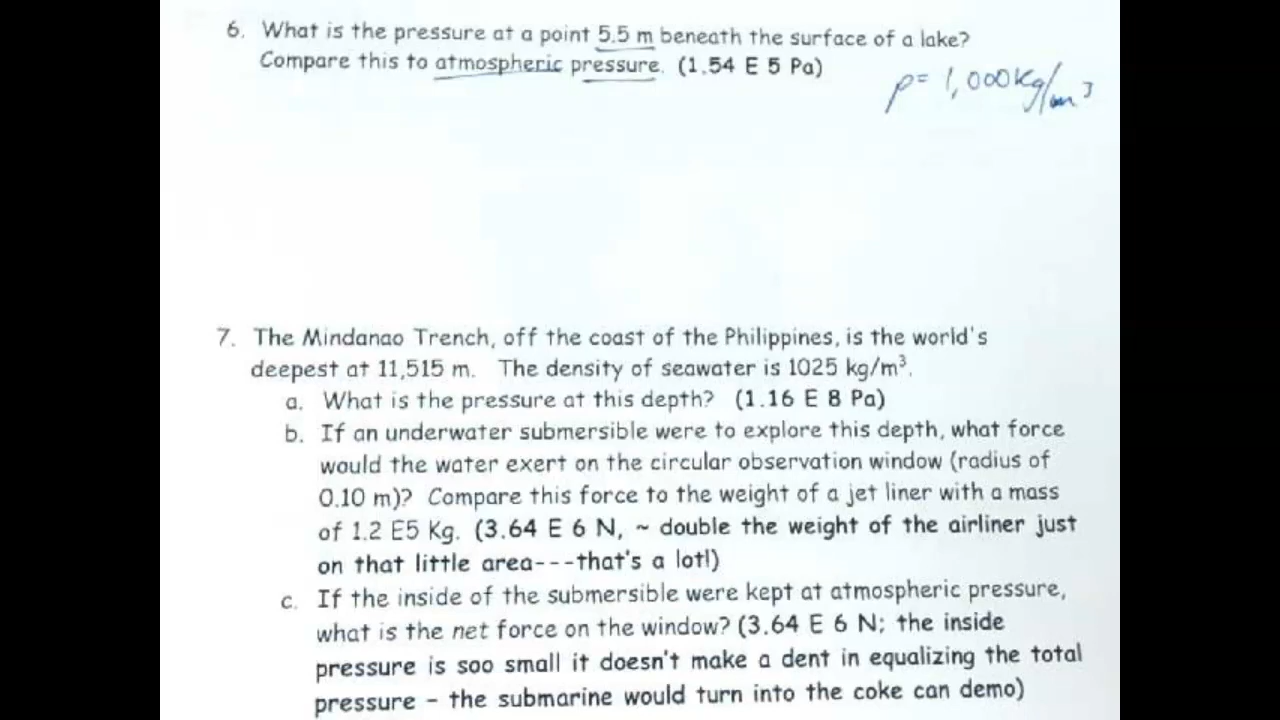 6. What is the pressure at a point 5.5 m beneath the surface of a lake?
Compare this to atmospheric pressure. (1.54 E 5 Pa)
ρ= 1,000kg/m³
7. The Mindanao Trench, off the coast of the Philippines, is the world's
deepest at 11,515 m. The density of seawater is 1025 kg/m³.
a. What is the pressure at this depth? (1.16 E 8 Pa)
b. If an underwater submersible were to explore this depth, what force
would the water exert on the circular observation window (radius of
0.10 m)? Compare this force to the weight of a jet liner with a mass
of 1.2 E5 Kg. (3.64 E 6 N, ~ double the weight of the airliner just
on that little area---that's a lot!)
c. If the inside of the submersible were kept at atmospheric pressure,
what is the net force on the window? (3.64 E 6 N; the inside
pressure is soo small it doesn't make a dent in equalizing the total
pressure – the submarine would turn into the coke can demo)